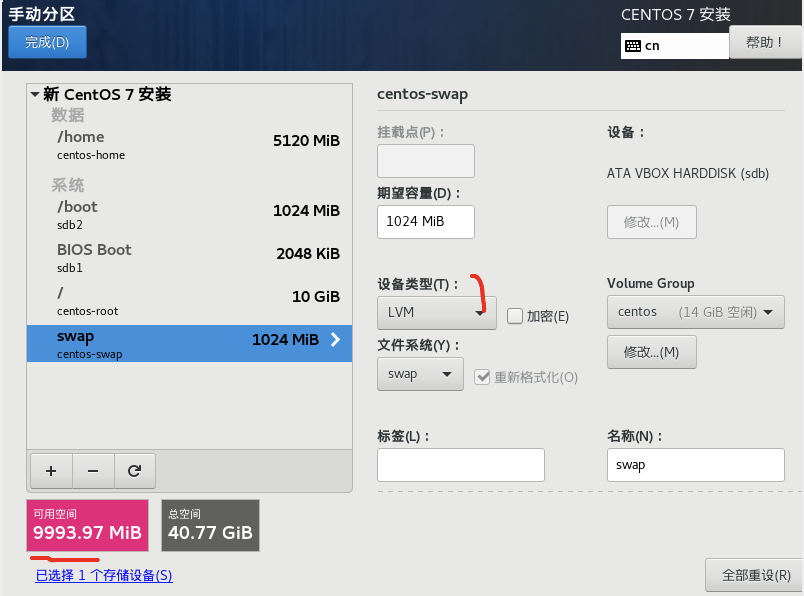 手动分区
CENTOS 7 安装
完成(D)
cn
帮助！
新 CentOS 7 安装
数据
/home
5120 MiB
centos-home
系统
/boot
1024 MiB
sdb2
BIOS Boot
2048 KiB
sdb1
/
10 GiB
centos-root
swap
1024 MiB
centos-swap
+
−
可用空间
9993.97 MiB
总空间
40.77 GiB
已选择 1 个存储设备(S)
centos-swap
挂载点(P)：
设备：
ATA VBOX HARDDISK (sdb)
期望容量(D)：
1024 MiB
修改...(M)
设备类型(T)：
Volume Group
LVM
加密(E)
centos (14 GiB 空闲)
文件系统(Y)：
修改...(M)
swap
重新格式化(O)
标签(L)：
名称(N)：
swap
全部重设(R)